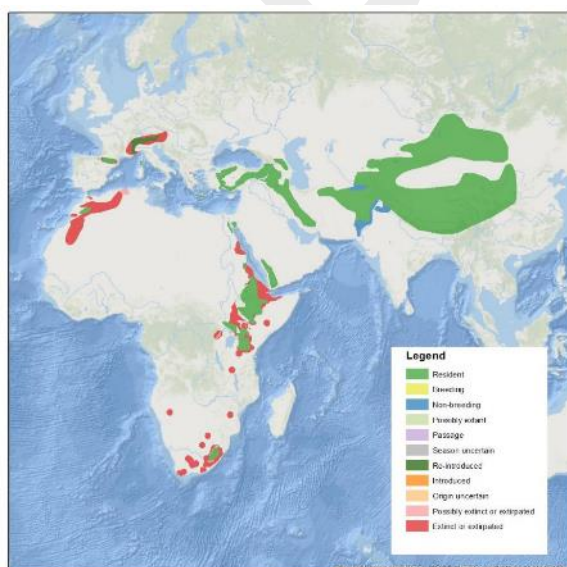 Legend
Resident
Breeding
Non-breeding
Possibly extant
Passage
Season uncertain
Re-introduced
Introduced
Origin uncertain
Possibly extinct or extirpated
Extinct or extirpated